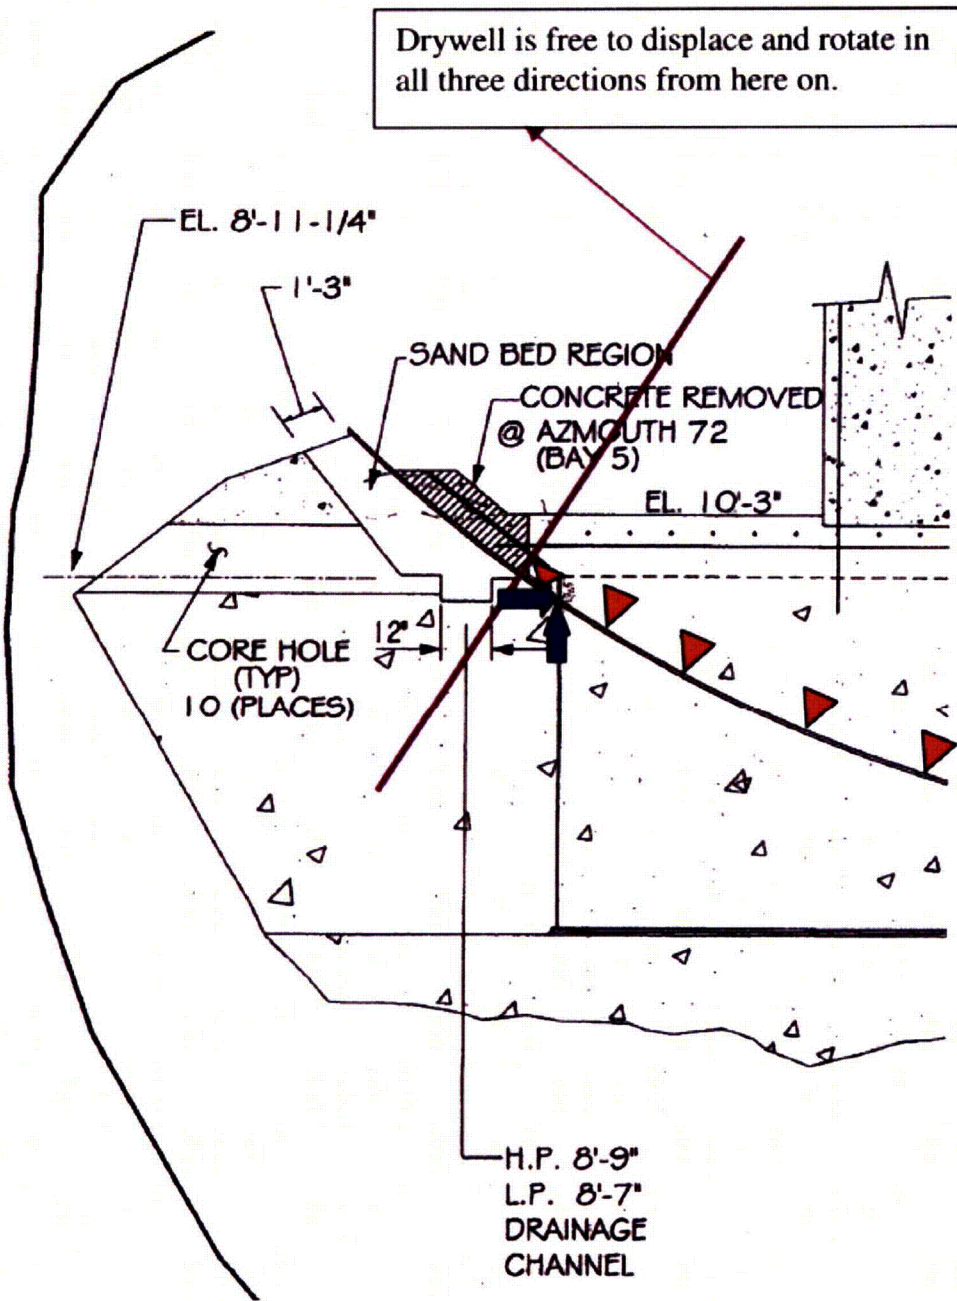 Drywell is free to displace and rotate in
all three directions from here on.
EL. 8'-11-1/4"
1'-3"
SAND BED REGION
CONCRETE REMOVED
@ AZMOUTH 72
(BAY 5)
EL. 10'-3"
12"
CORE HOLE
(TYP)
10 (PLACES)
H.P. 8'-9"
L.P. 8'-7"
DRAINAGE
CHANNEL